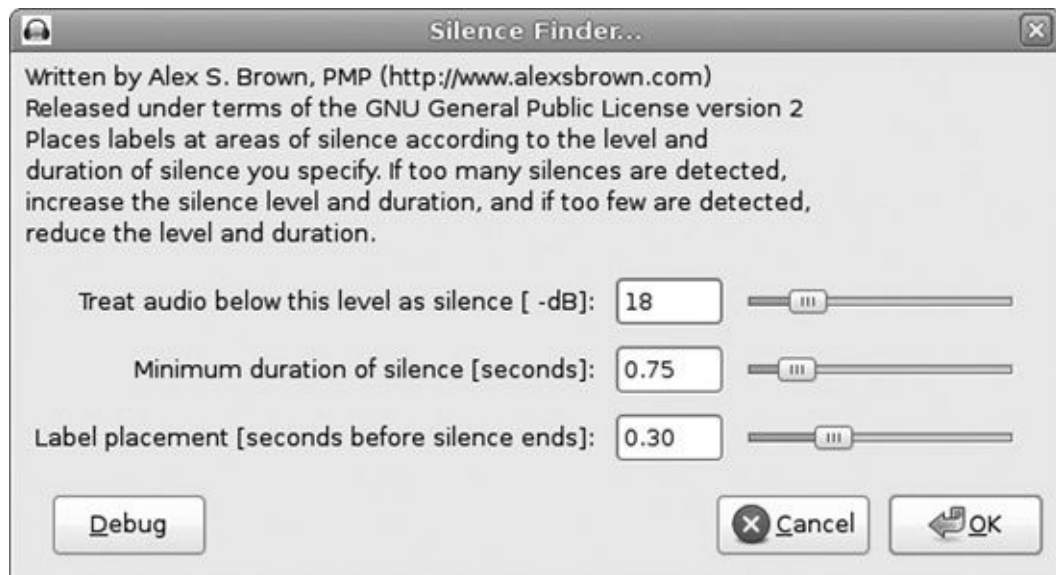 Silence Finder...
Written by Alex S. Brown, PMP (http://www.alexsbrown.com)
Released under terms of the GNU General Public License version 2
Places labels at areas of silence according to the level and
duration of silence you specify. If too many silences are detected,
increase the silence level and duration, and if too few are detected,
reduce the level and duration.
Treat audio below this level as silence [ -dB]: 18
Minimum duration of silence [seconds]: 0.75
Label placement [seconds before silence ends]: 0.30
Debug Cancel OK